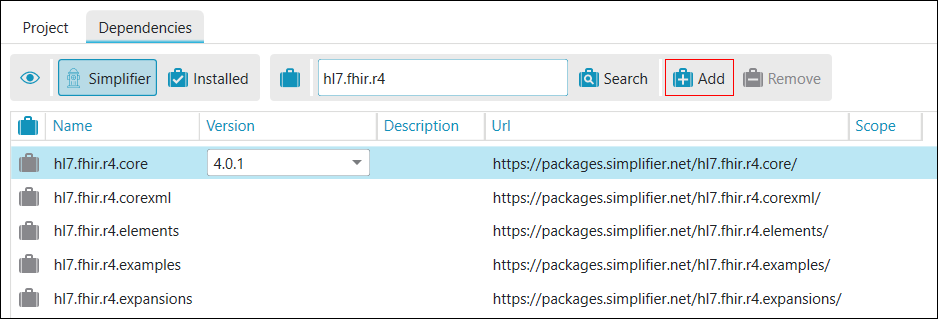 Project Dependencies
Simplifier Installed hl7.fhir.r4 Search Add Remove
Name Version Description Url Scope
hl7.fhir.r4.core 4.0.1 https://packages.simplifier.net/hl7.fhir.r4.core/
hl7.fhir.r4.corexml https://packages.simplifier.net/hl7.fhir.r4.corexml/
hl7.fhir.r4.elements https://packages.simplifier.net/hl7.fhir.r4.elements/
hl7.fhir.r4.examples https://packages.simplifier.net/hl7.fhir.r4.examples/
hl7.fhir.r4.expansions https://packages.simplifier.net/hl7.fhir.r4.expansions/